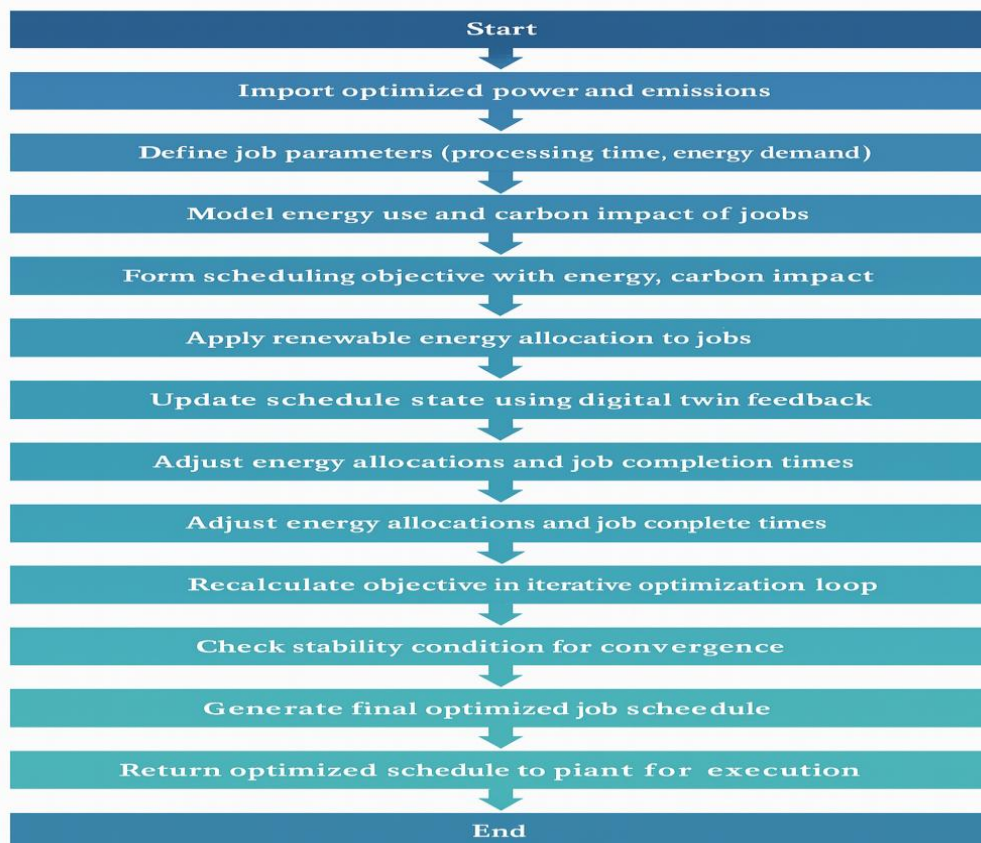 Start
Import optimized power and emissions
Define job parameters (processing time, energy demand)
Model energy use and carbon impact of joobs
Form scheduling objective with energy, carbon impact
Apply renewable energy allocation to jobs
Update schedule state using digital twin feedback
Adjust energy allocations and job completion times
Adjust energy allocations and job conplete times
Recalculate objective in iterative optimization loop
Check stability condition for convergence
Generate final optimized job scheedule
Return optimized schedule to piant for execution
End